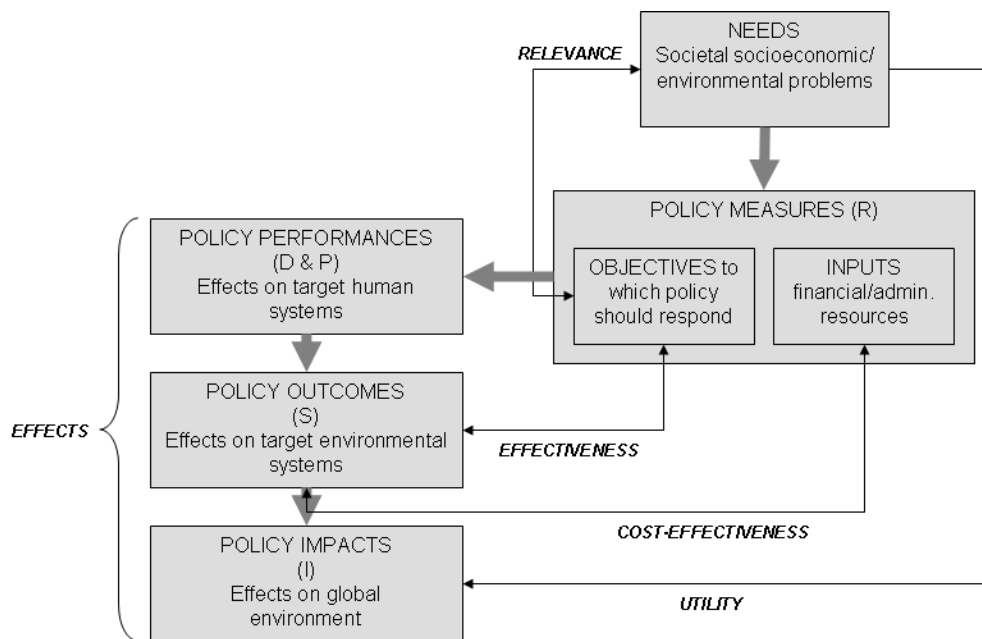 NEEDS
Societal socioeconomic/
environmental problems
RELEVANCE
POLICY MEASURES (R)
OBJECTIVES to
which policy
should respond
INPUTS
financial/admin.
resources
POLICY PERFORMANCES
(D & P)
Effects on target human
systems
POLICY OUTCOMES
(S)
Effects on target environmental
systems
EFFECTS
EFFECTIVENESS
COST-EFFECTIVENESS
POLICY IMPACTS
(I)
Effects on global
environment
UTILITY